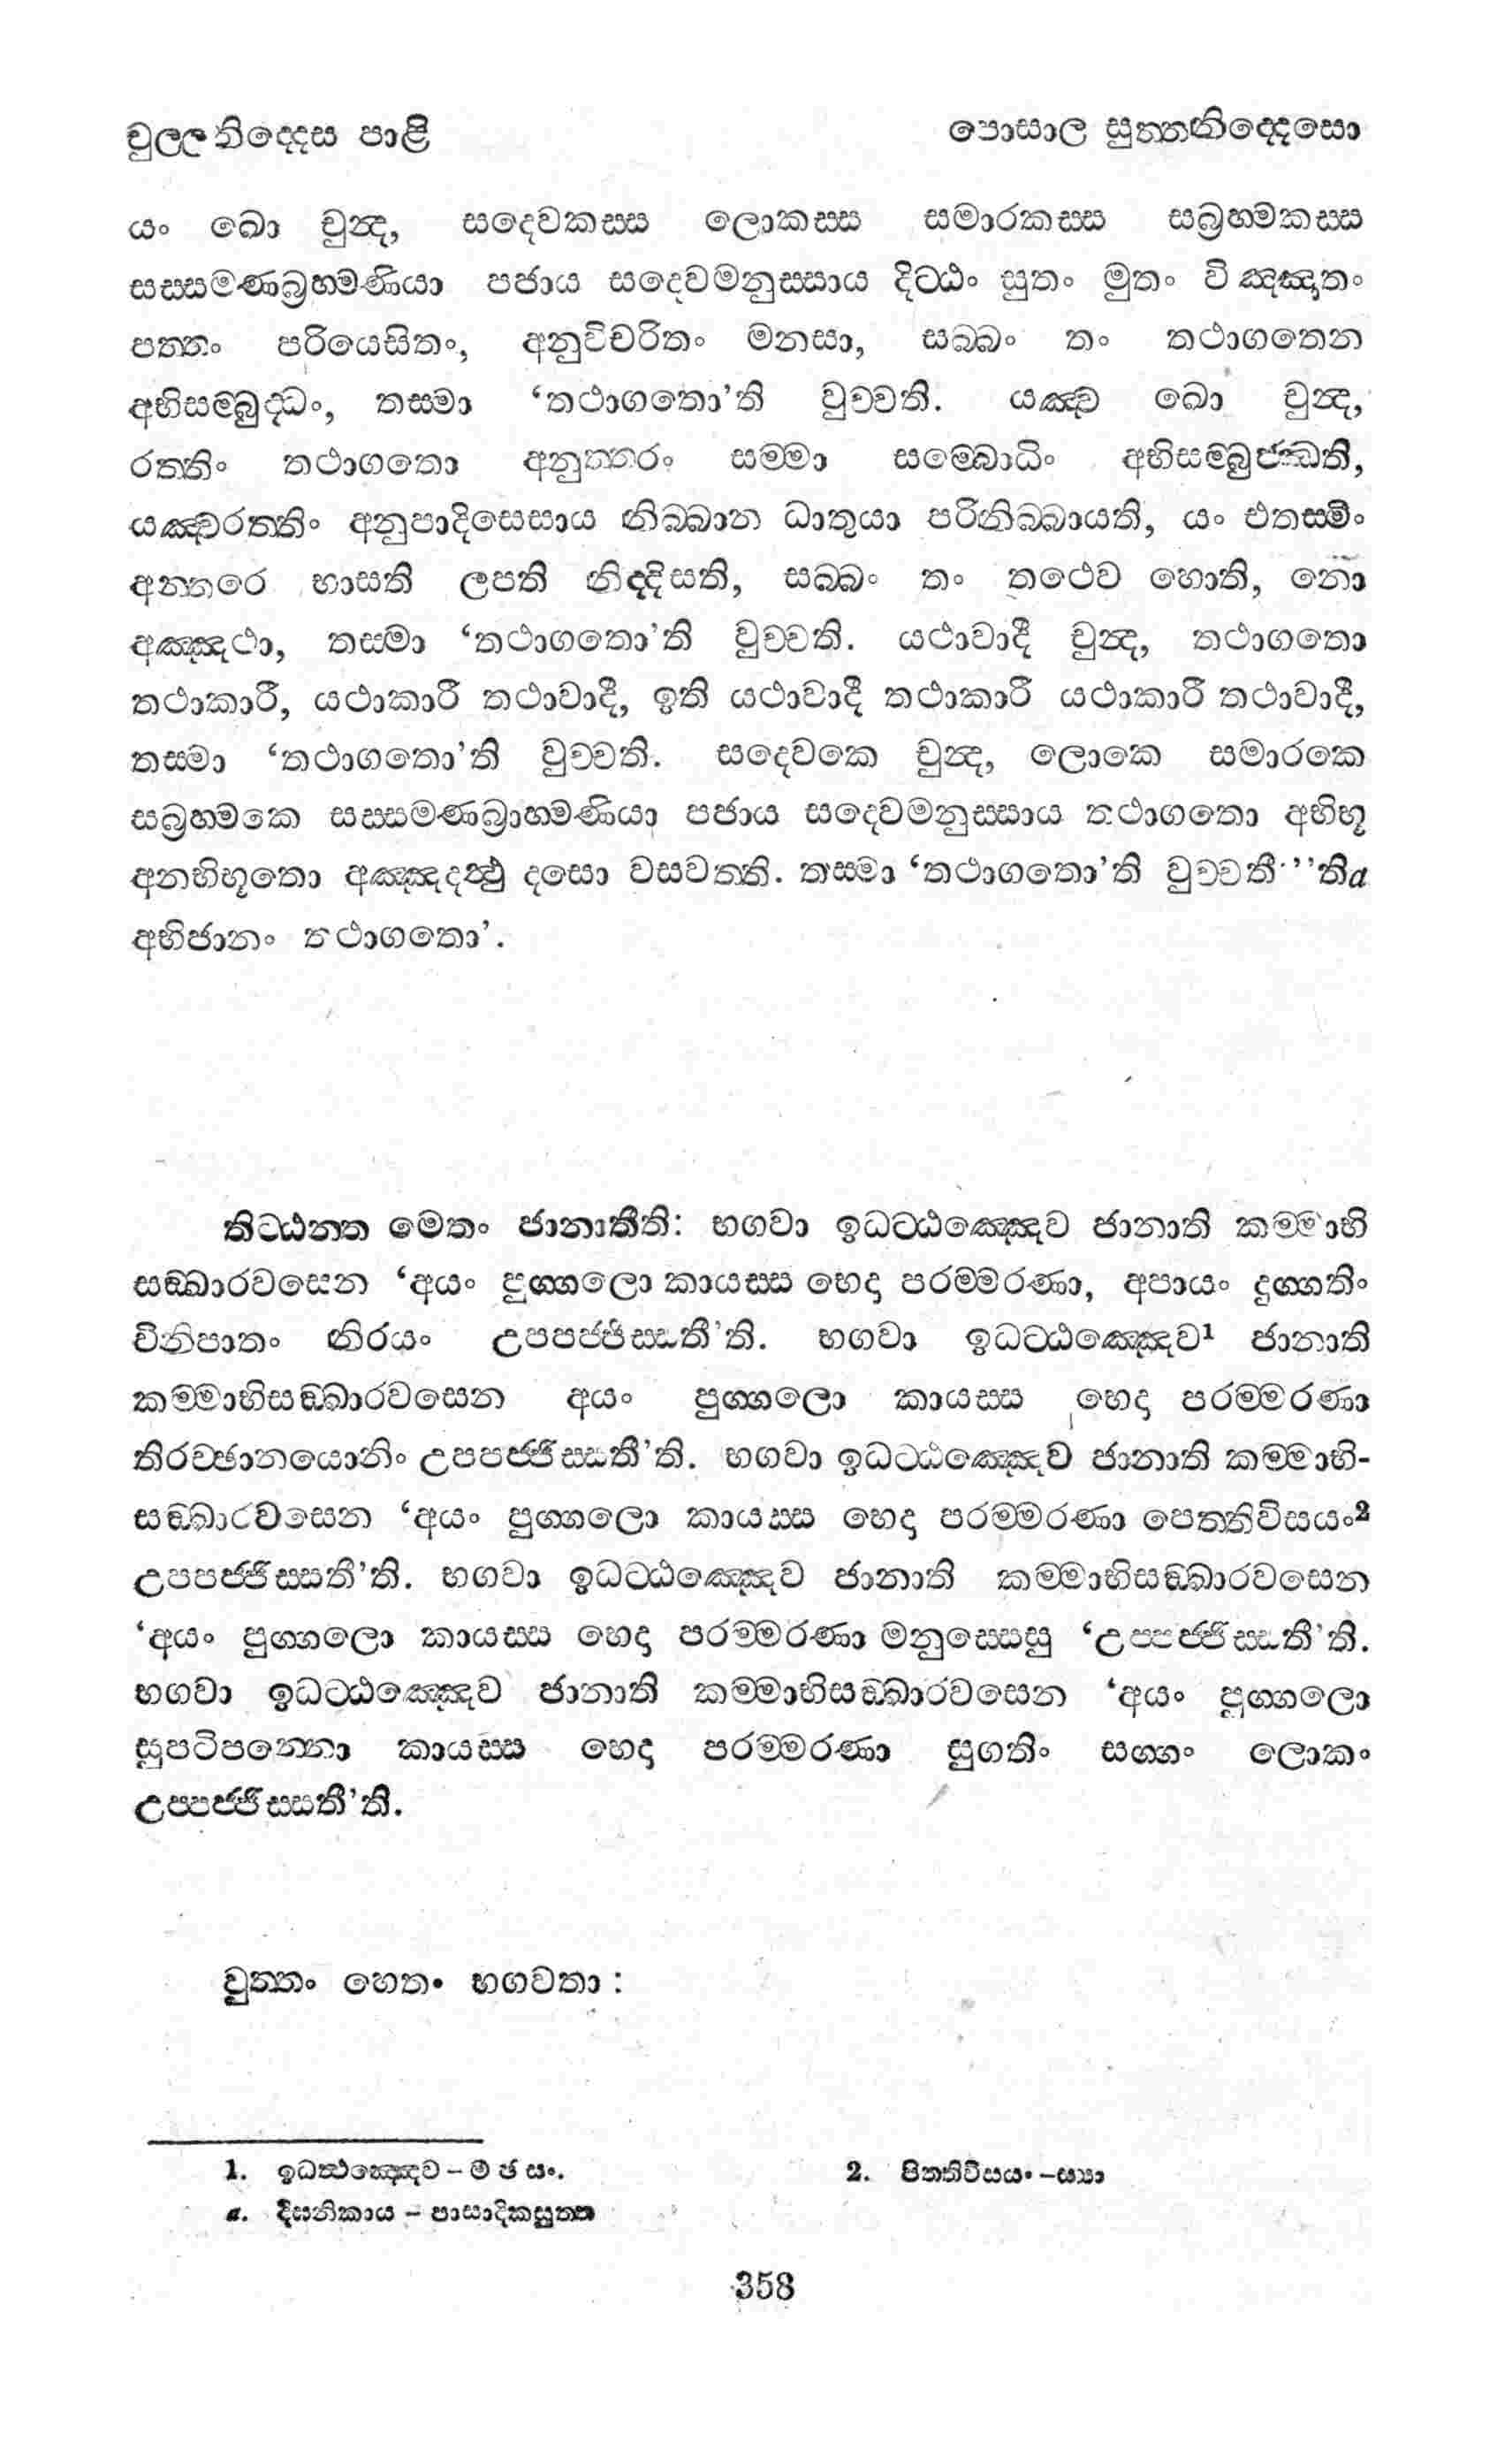 චුල්ලනිද්දෙස පාළි
පොසාල සුත්තනිද්දෙසො
යං ඛො චුන්ද, සදෙවකස්ස ලොකස්ස සමාරකස්ස සබ්‍රහ්මකස්ස
සස්සමණබ්‍රහ්මණියා පජාය සදෙවමනුස්සාය දිට්ඨං සුතං මුතං විඤ්ඤාතං
පත්තං පරියෙසිතං, අනුවිචරිතං මනසා, සබ්බං තං තථාගතෙන
අභිසම්බුද්ධං, තස්මා ‘තථාගතො’ති වුච්චති. යඤ්ච ඛො චුන්ද,
රත්තිං තථාගතො අනුත්තරං සම්මා සම්බොධිං අභිසම්බුජ්ඣති,
යඤ්චරත්තිං අනුපාදිසෙසාය නිබ්බාන ධාතුයා පරිනිබ්බායති, යං එතස්මිං
අන්තරෙ භාසති ලපති නිද්දිසති, සබ්බං තං තථෙව හොති, නො
අඤ්ඤථා, තස්මා ‘තථාගතො’ති වුච්චති. යථාවාදී චුන්ද, තථාගතො
තථාකාරී, යථාකාරී තථාවාදී, ඉති යථාවාදී තථාකාරී යථාකාරී තථාවාදී,
තස්මා ‘තථාගතො’ති වුච්චති. සදෙවකෙ චුන්ද, ලොකෙ සමාරකෙ
සබ්‍රහ්මකෙ සස්සමණබ්‍රාහ්මණියා පජාය සදෙවමනුස්සාය තථාගතො අභිභූ
අනභිභූතො අඤ්ඤදත්ථු දසො වසවත්ති. තස්මා ‘තථාගතො’ති වුච්චතී’’තිa
අභිජානං තථාගතො’.
තිට්ඨන්ත මෙතං ජානාතීති: භගවා ඉධට්ඨඤ්ඤෙව ජානාති කම්මාභි
සඞ්ඛාරවසෙන ‘අයං පුග්ගලො කායස්ස භෙදා පරම්මරණා, අපායං දුග්ගතිං
විනිපාතං නිරයං උපපජ්ජිස්සතී’ති. භගවා ඉධට්ඨඤ්ඤෙව¹ ජානාති
කම්මාභිසඞ්ඛාරවසෙන අයං පුග්ගලො කායස්ස භෙදා පරම්මරණා
තිරච්ඡානයොනිං උපපජ්ජිස්සතී’ති. භගවා ඉධට්ඨඤ්ඤෙව ජානාති කම්මාභි-
සඞ්ඛාරවසෙන ‘අයං පුග්ගලො කායස්ස භෙදා පරම්මරණා පෙත්තිවිසයං²
උපපජ්ජිස්සතී’ති. භගවා ඉධට්ඨඤ්ඤෙව ජානාති කම්මාභිසඞ්ඛාරවසෙන
‘අයං පුග්ගලො කායස්ස භෙදා පරම්මරණා මනුස්සෙසු ‘උප්පජ්ජිස්සතී’ති.
භගවා ඉධට්ඨඤ්ඤෙව ජානාති කම්මාභිසඞ්ඛාරවසෙන ‘අයං පුග්ගලො
සුපටිපන්නො කායස්ස භෙදා පරම්මරණා සුගතිං සග්ගං ලොකං
උප්පජ්ජිස්සතී’ති.
වුත්තං හෙතං භගවතා :
1. ඉධත්ථඤ්ඤෙව – ම ඡ සං.
2. පිත්තිවිසයං – ස්‍යා
a. දීඝනිකාය – පාසාදිකසුත්ත
358